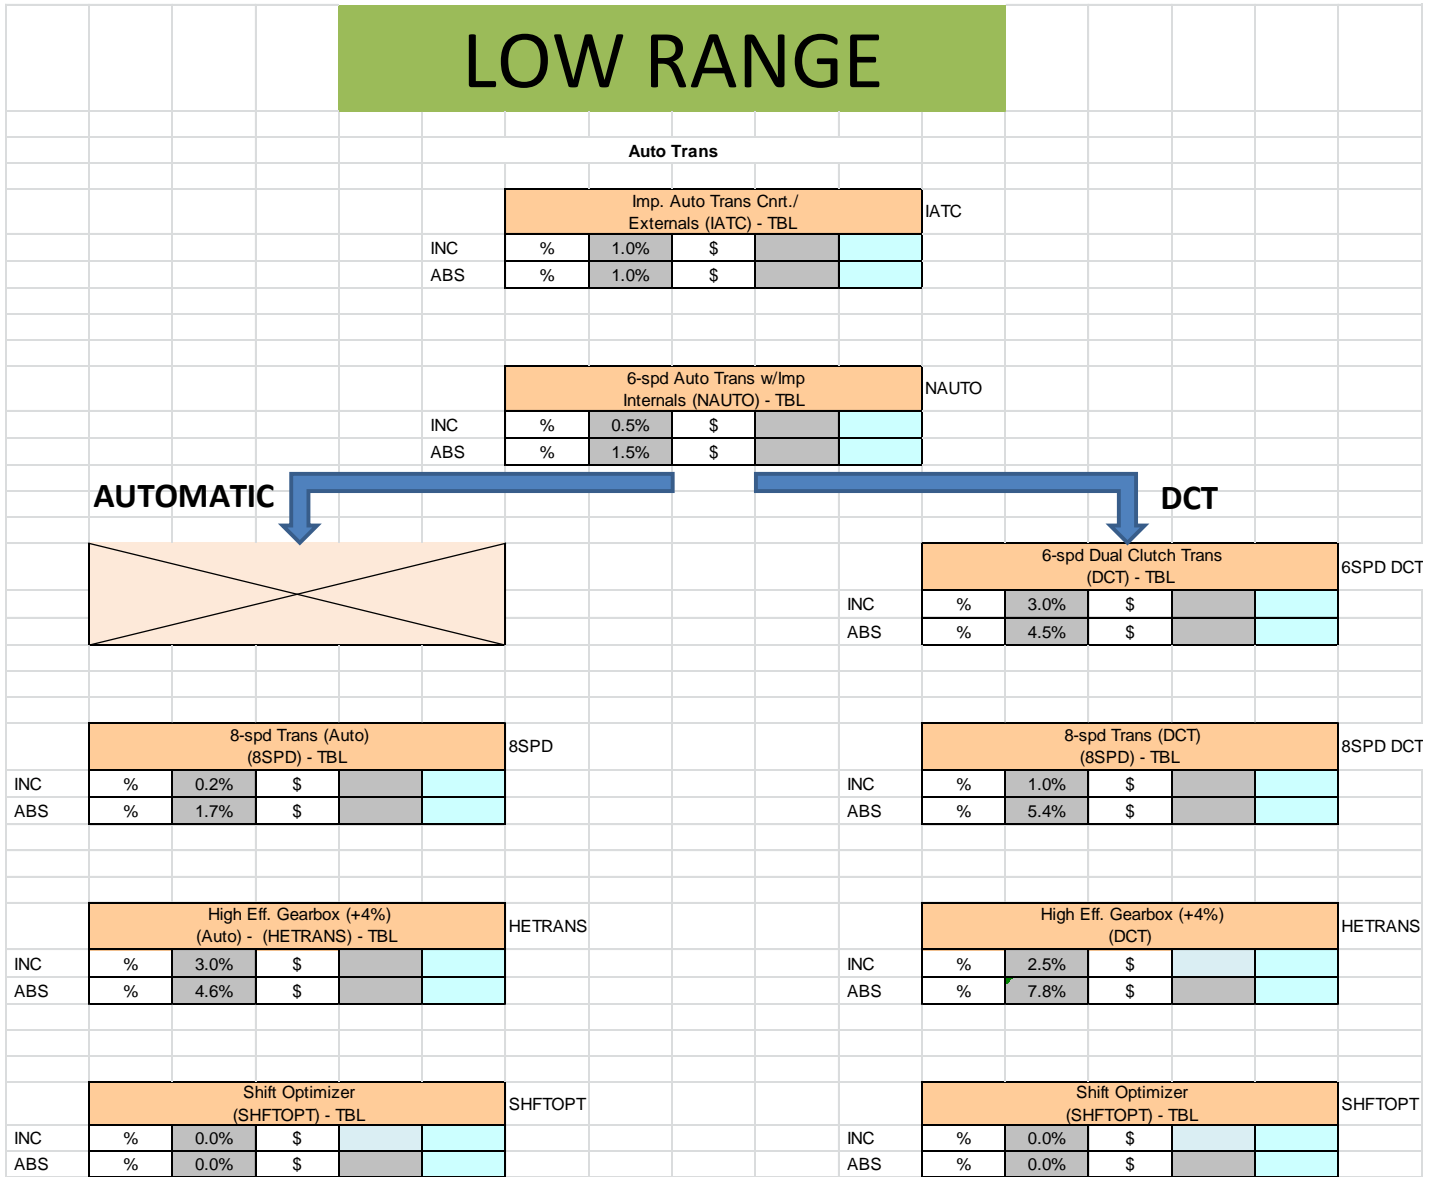 LOW RANGE
Auto Trans
Imp. Auto Trans Cnrt./
Externals (IATC) - TBL
IATC
INC % 1.0% $
ABS % 1.0% $
6-spd Auto Trans w/Imp
Internals (NAUTO) - TBL
NAUTO
INC % 0.5% $
ABS % 1.5% $
AUTOMATIC
DCT
6-spd Dual Clutch Trans
(DCT) - TBL
6SPD DCT
INC % 3.0% $
ABS % 4.5% $
8-spd Trans (Auto)
(8SPD) - TBL
8SPD
INC % 0.2% $
ABS % 1.7% $
8-spd Trans (DCT)
(8SPD) - TBL
8SPD DCT
INC % 1.0% $
ABS % 5.4% $
High Eff. Gearbox (+4%)
(Auto) - (HETRANS) - TBL
HETRANS
INC % 3.0% $
ABS % 4.6% $
High Eff. Gearbox (+4%)
(DCT)
HETRANS
INC % 2.5% $
ABS % 7.8% $
Shift Optimizer
(SHFTOPT) - TBL
SHFTOPT
INC % 0.0% $
ABS % 0.0% $
Shift Optimizer
(SHFTOPT) - TBL
SHFTOPT
INC % 0.0% $
ABS % 0.0% $